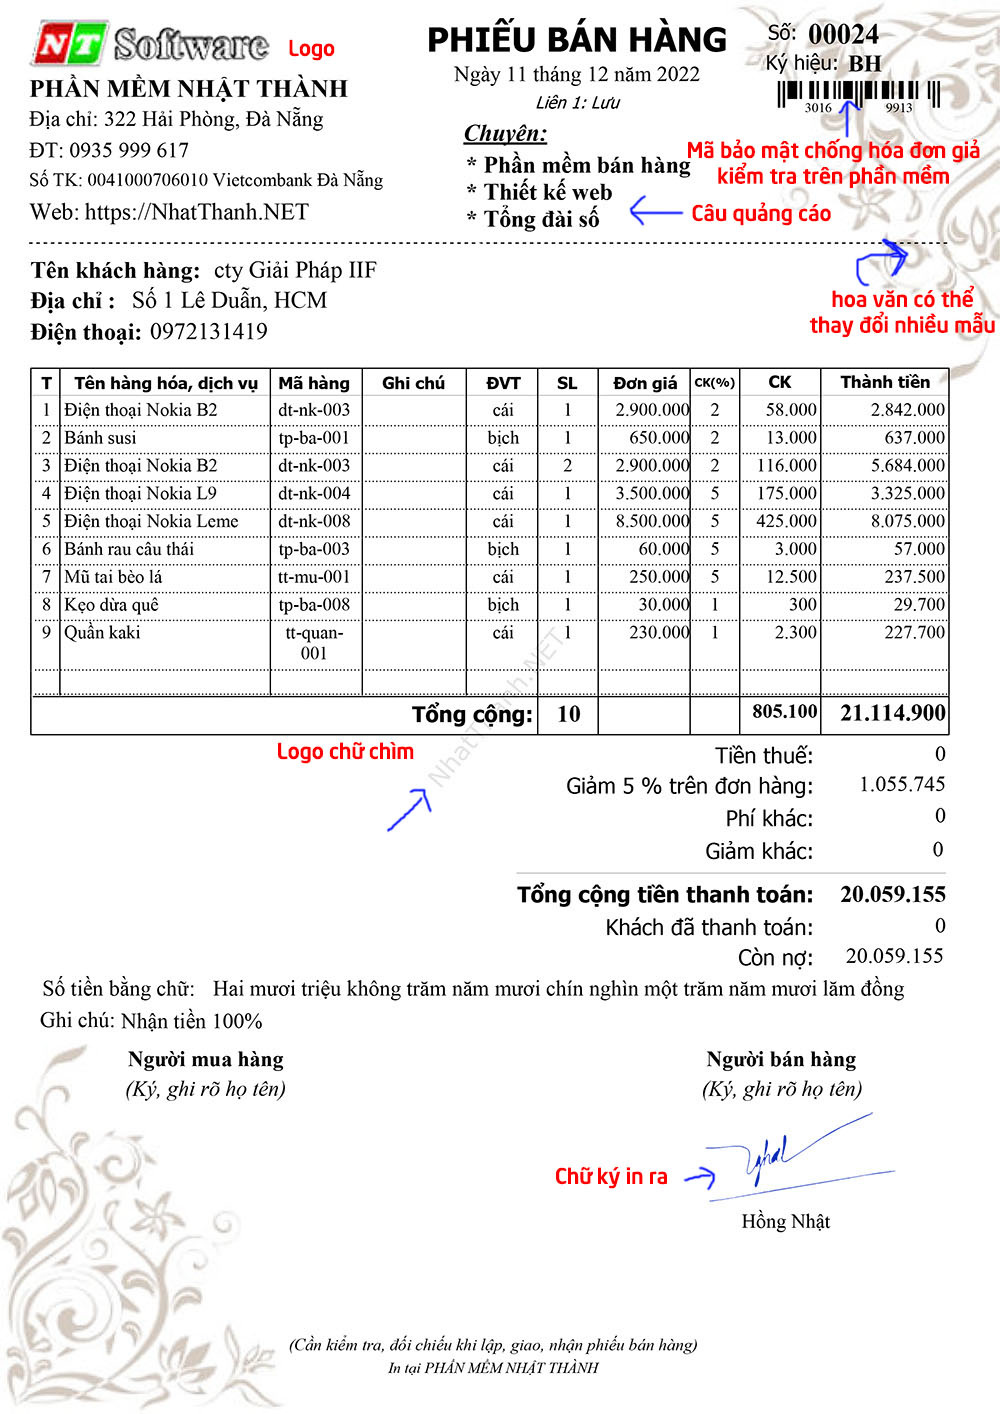 NT Software Logo
PHẦN MỀM NHẬT THÀNH
Địa chỉ: 322 Hải Phòng, Đà Nẵng
ĐT: 0935 999 617
Số TK: 0041000706010 Vietcombank Đà Nẵng
Web: https://NhatThanh.NET
PHIẾU BÁN HÀNG
Ngày 11 tháng 12 năm 2022
Liên 1: Lưu
Chuyên:
* Phần mềm bán hàng
* Thiết kế web
* Tổng đài số
Câu quảng cáo
Số: 00024
Ký hiệu: BH
3016 9913
Mã bảo mật chống hóa đơn giả
kiểm tra trên phần mềm
hoa văn có thể
thay đổi nhiều mẫu
Tên khách hàng: cty Giải Pháp IIF
Địa chỉ : Số 1 Lê Duẫn, HCM
Điện thoại: 0972131419
T Tên hàng hóa, dịch vụ Mã hàng Ghi chú ĐVT SL Đơn giá CK(%) CK Thành tiền
1 Điện thoại Nokia B2 dt-nk-003 cái 1 2.900.000 2 58.000 2.842.000
2 Bánh susi tp-ba-001 bịch 1 650.000 2 13.000 637.000
3 Điện thoại Nokia B2 dt-nk-003 cái 2 2.900.000 2 116.000 5.684.000
4 Điện thoại Nokia L9 dt-nk-004 cái 1 3.500.000 5 175.000 3.325.000
5 Điện thoại Nokia Leme dt-nk-008 cái 1 8.500.000 5 425.000 8.075.000
6 Bánh rau câu thái tp-ba-003 bịch 1 60.000 5 3.000 57.000
7 Mũ tai bèo lá tt-mu-001 cái 1 250.000 5 12.500 237.500
8 Kẹo dừa quê tp-ba-008 bịch 1 30.000 1 300 29.700
9 Quần kaki tt-quan- cái 1 230.000 1 2.300 227.700
001
Tổng cộng: 10 805.100 21.114.900
NhatThanh.NET
Logo chữ chìm
Tiền thuế: 0
Giảm 5 % trên đơn hàng: 1.055.745
Phí khác: 0
Giảm khác: 0
Tổng cộng tiền thanh toán: 20.059.155
Khách đã thanh toán: 0
Còn nợ: 20.059.155
Số tiền bằng chữ: Hai mươi triệu không trăm năm mươi chín nghìn một trăm năm mươi lăm đồng
Ghi chú: Nhận tiền 100%
Người mua hàng
(Ký, ghi rõ họ tên)
Người bán hàng
(Ký, ghi rõ họ tên)
Chữ ký in ra
Hồng Nhật
(Cần kiểm tra, đối chiếu khi lập, giao, nhận phiếu bán hàng)
In tại PHẦN MỀM NHẬT THÀNH